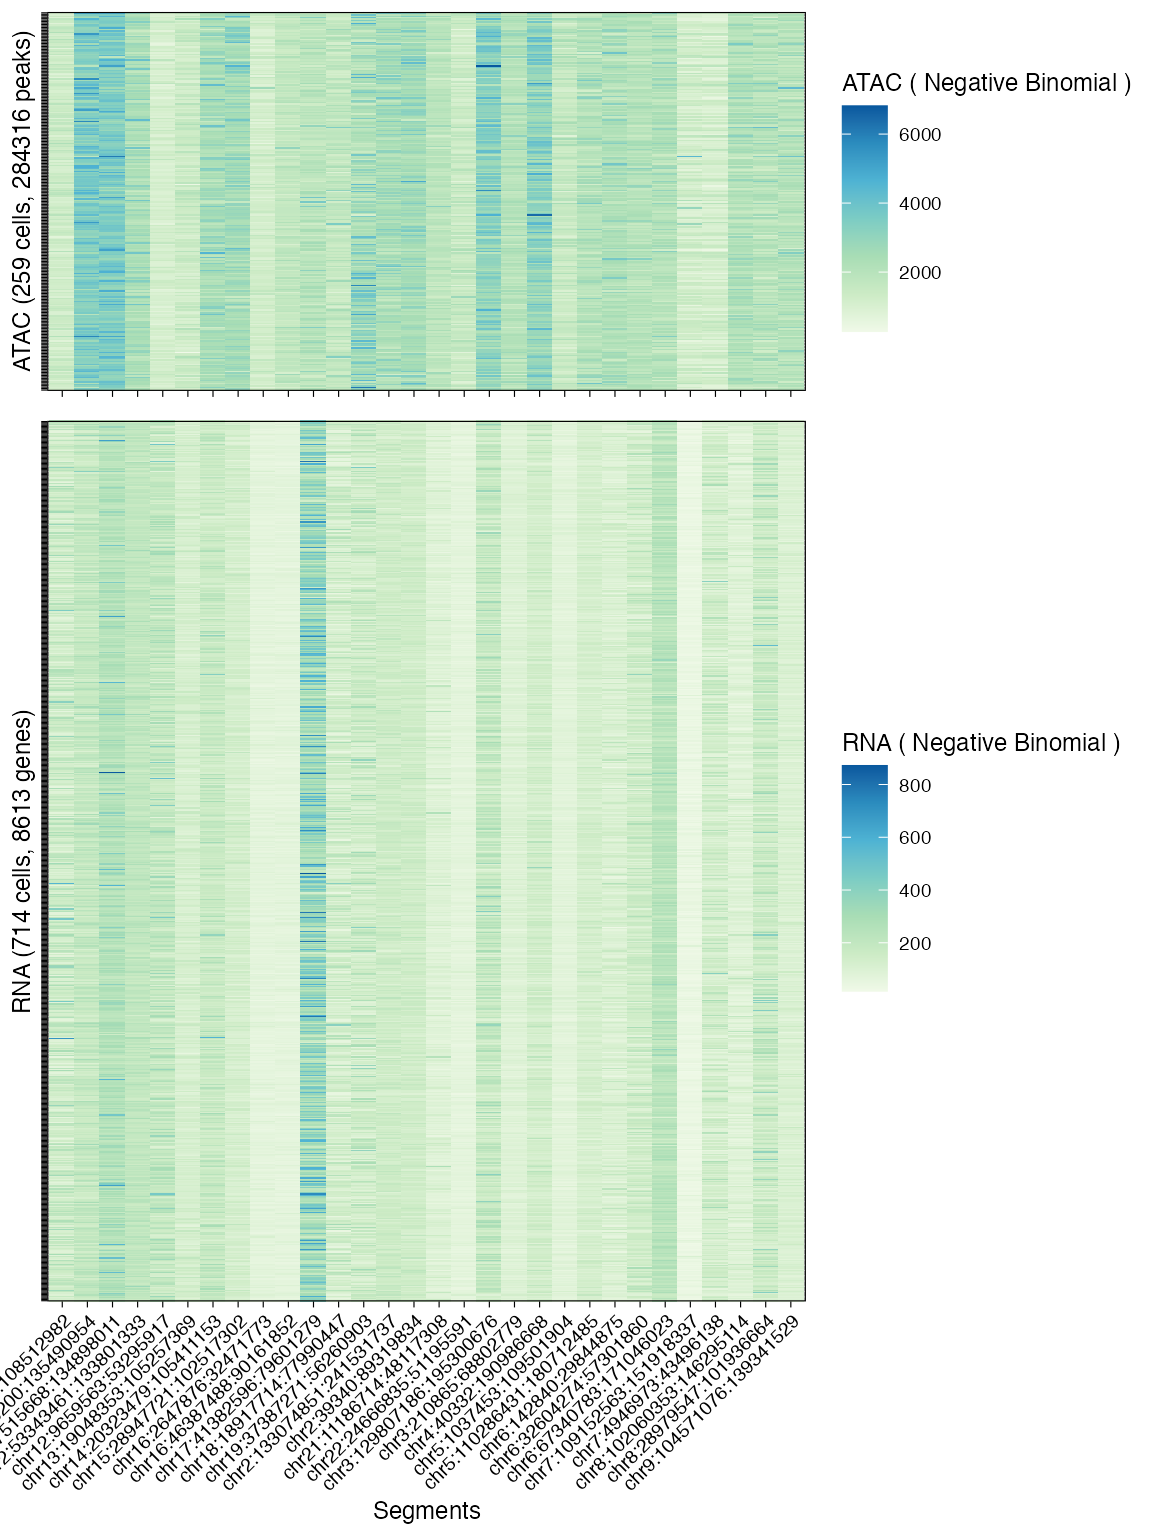 ATAC (259 cells, 284316 peaks)
ATAC ( Negative Binomial )
6000
4000
2000
RNA (714 cells, 8613 genes)
RNA ( Negative Binomial )
800
600
400
200
chr12:9659563:53295917
chr13:19048353:105257369
chr14:20323479:105411153
chr15:28947721:102517302
chr16:2647876:32471773
chr16:46387488:90161852
chr17:41382596:79601279
chr18:18917714:77990447
chr19:37387271:56260903
chr2:133074851:241531737
chr2:39340:89319834
chr21:11186714:48117308
chr22:24666835:51195591
chr3:129807186:195300676
chr3:210865:68802779
chr4:40332:190986668
chr5:1037453:109501904
chr5:110286431:180712485
chr6:142840:29844875
chr6:32604274:57301860
chr6:67340783:171046023
chr7:109152563:151918337
chr7:4946973:43496138
chr8:102060353:146295114
chr8:28979547:101936664
chr9:104571076:139341529
Segments